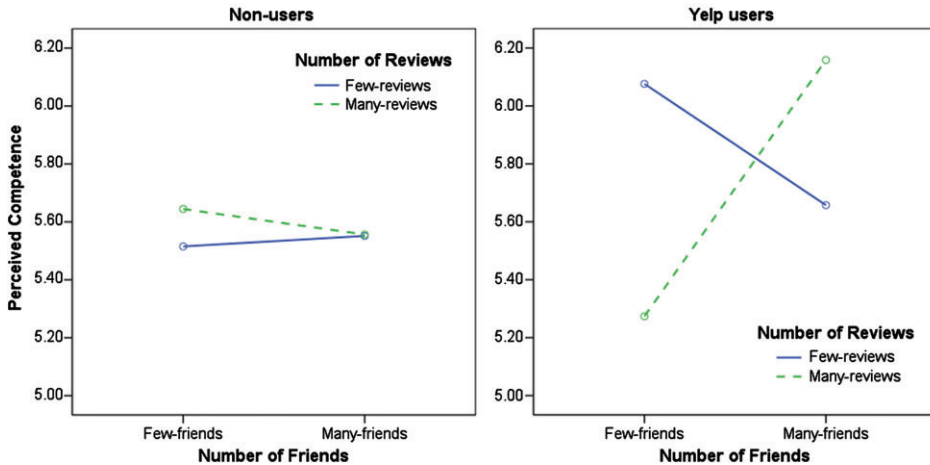 Non-users
6.20
6.00
5.80
5.60
5.40
5.20
5.00
Perceived Competence
Number of Reviews
Few-reviews
Many-reviews
Few-friends
Many-friends
Number of Friends
Yelp users
6.20
6.00
5.80
5.60
5.40
5.20
5.00
Number of Reviews
Few-reviews
Many-reviews
Few-friends
Many-friends
Number of Friends